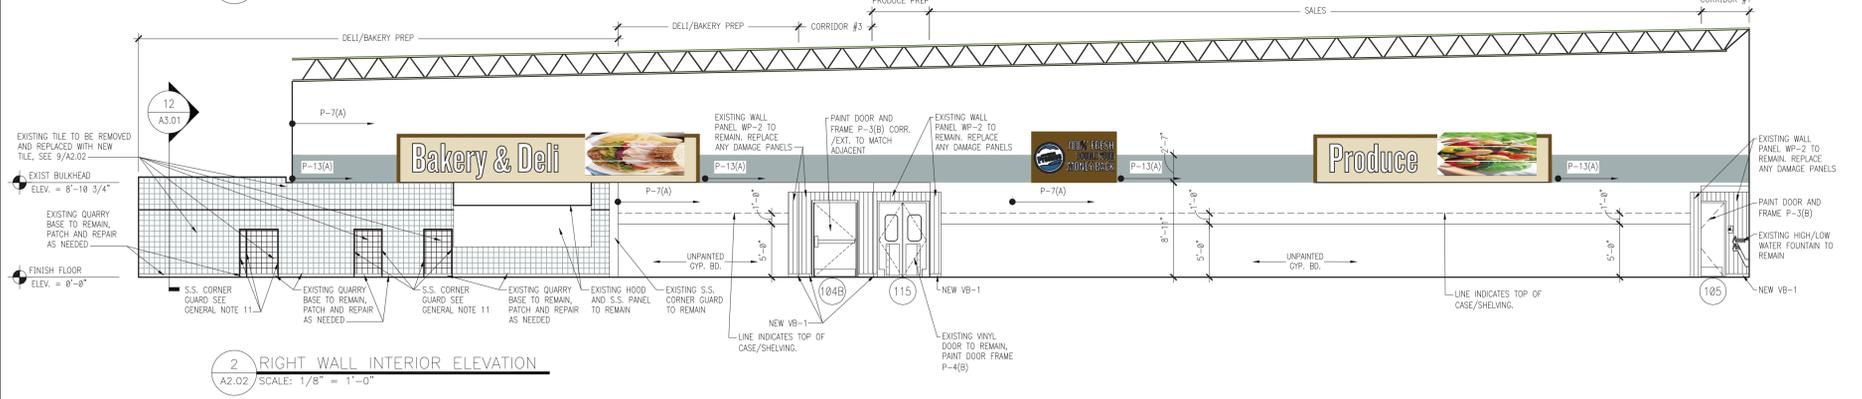 PRODUCE PREP
SALES
DELI/BAKERY PREP
CORRIDOR #3
DELI/BAKERY PREP
12
A3.01
P-7(A)
EXISTING TILE TO BE REMOVED
AND REPLACED WITH NEW
TILE, SEE 9/A2.02
EXIST BULKHEAD
ELEV. = 8'-10 3/4"
EXISTING QUARRY
BASE TO REMAIN,
PATCH AND REPAIR
AS NEEDED
FINISH FLOOR
ELEV. = 0'-0"
P-13(A)
Bakery & Deli
P-13(A)
P-7(A)
EXISTING WALL
PANEL WP-2 TO
REMAIN. REPLACE
ANY DAMAGE PANELS
PAINT DOOR AND
FRAME P-3(B) CORR.
/EXT. TO MATCH
ADJACENT
EXISTING WALL
PANEL WP-2 TO
REMAIN. REPLACE
ANY DAMAGE PANELS
P-7(A)
P-13(A)
2'-7"
Produce
P-13(A)
EXISTING WALL
PANEL WP-2 TO
REMAIN. REPLACE
ANY DAMAGE PANELS
PAINT DOOR AND
FRAME P-3(B)
EXISTING HIGH/LOW
WATER FOUNTAIN TO
REMAIN
1'-0"
5'-0"
8'-11"
1'-0"
5'-0"
1'-0"
5'-0"
UNPAINTED
GYP. BD.
UNPAINTED
GYP. BD.
S.S. CORNER
GUARD SEE
GENERAL NOTE 11
EXISTING QUARRY
BASE TO REMAIN,
PATCH AND REPAIR
AS NEEDED
S.S. CORNER
GUARD SEE
GENERAL NOTE 11
EXISTING QUARRY
BASE TO REMAIN,
PATCH AND REPAIR
AS NEEDED
EXISTING HOOD
AND S.S. PANEL
TO REMAIN
EXISTING S.S.
CORNER GUARD
TO REMAIN
104B
115
NEW VB-1
105
NEW VB-1
LINE INDICATES TOP OF
CASE/SHELVING.
NEW VB-1
LINE INDICATES TOP OF
CASE/SHELVING.
EXISTING VINYL
DOOR TO REMAIN,
PAINT DOOR FRAME
P-4(B)
2
A2.02
RIGHT WALL INTERIOR ELEVATION
SCALE: 1/8" = 1'-0"